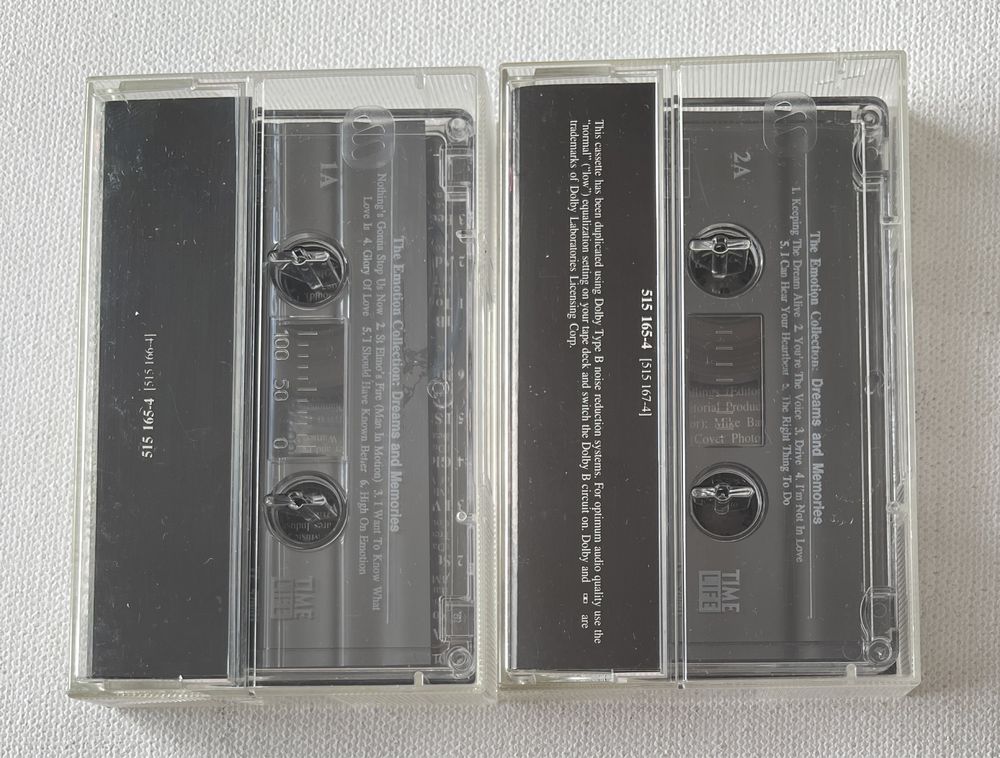 515 165-4 [515 166-4]
1A
The Emotion Collection: Dreams and Memories
Nothing's Gonna Stop Us Now 2. St Elmo's Fire (Man In Motion) 3. I Want To Know What
Love Is 4. Glory Of Love 5. I Should Have Known Better 6. High On Emotion
100 50 0
TIME
LIFE
This cassette has been duplicated using Dolby Type B noise reduction systems. For optimum audio quality use the
"normal" ("low") equalization setting on your tape deck and switch the Dolby B circuit on. Dolby and are
trademarks of Dolby Laboratories Licensing Corp.
515 165-4 [515 167-4]
2A
The Emotion Collection: Dreams and Memories
1. Keeping The Dream Alive 2. You're The Voice 3. Drive 4. I'm Not In Love
5. I Can Hear Your Heartbeat The Right Thing To Do
Mike Ba
Cover Photo
TIME
LIFE